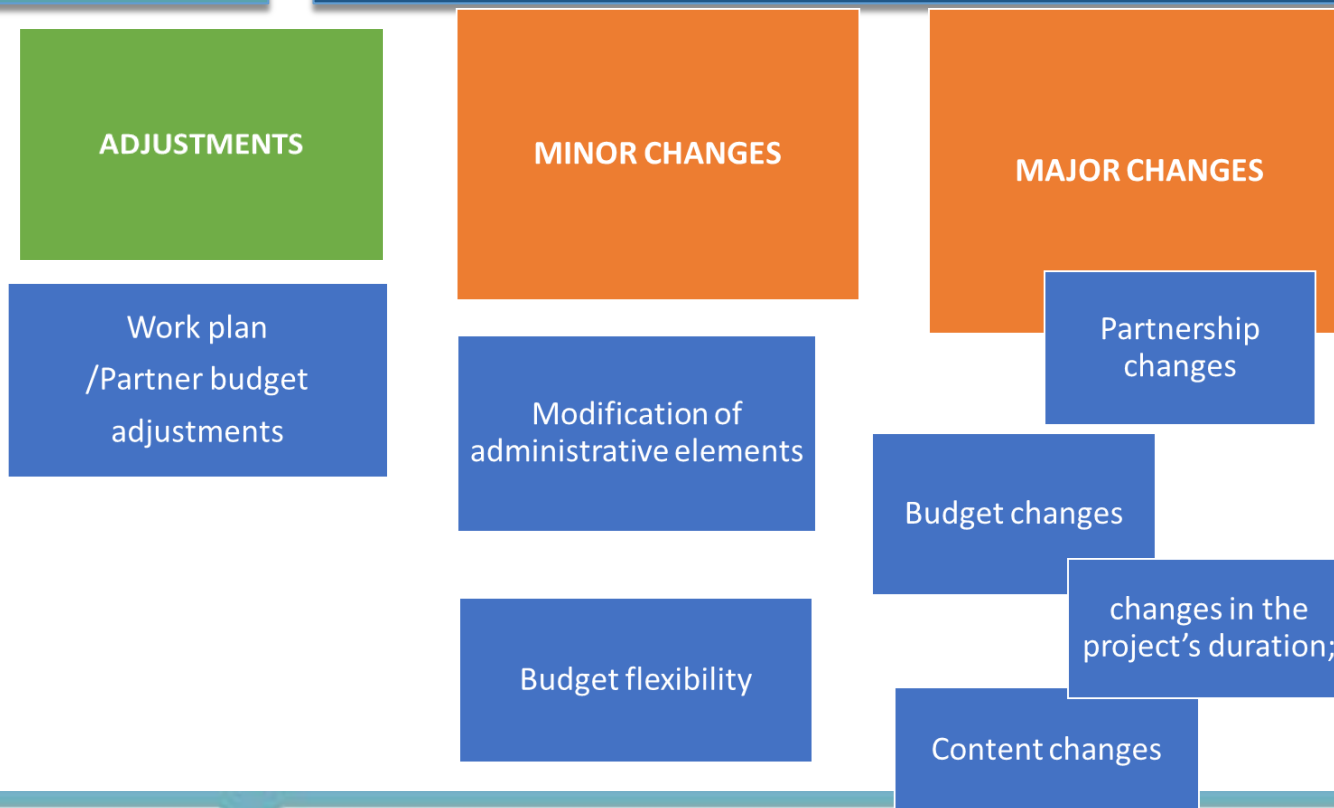 ADJUSTMENTS
Work plan
/Partner budget
adjustments
MINOR CHANGES
Modification of
administrative elements
Budget flexibility
MAJOR CHANGES
Partnership
changes
Budget changes
changes in the
project's duration;
Content changes